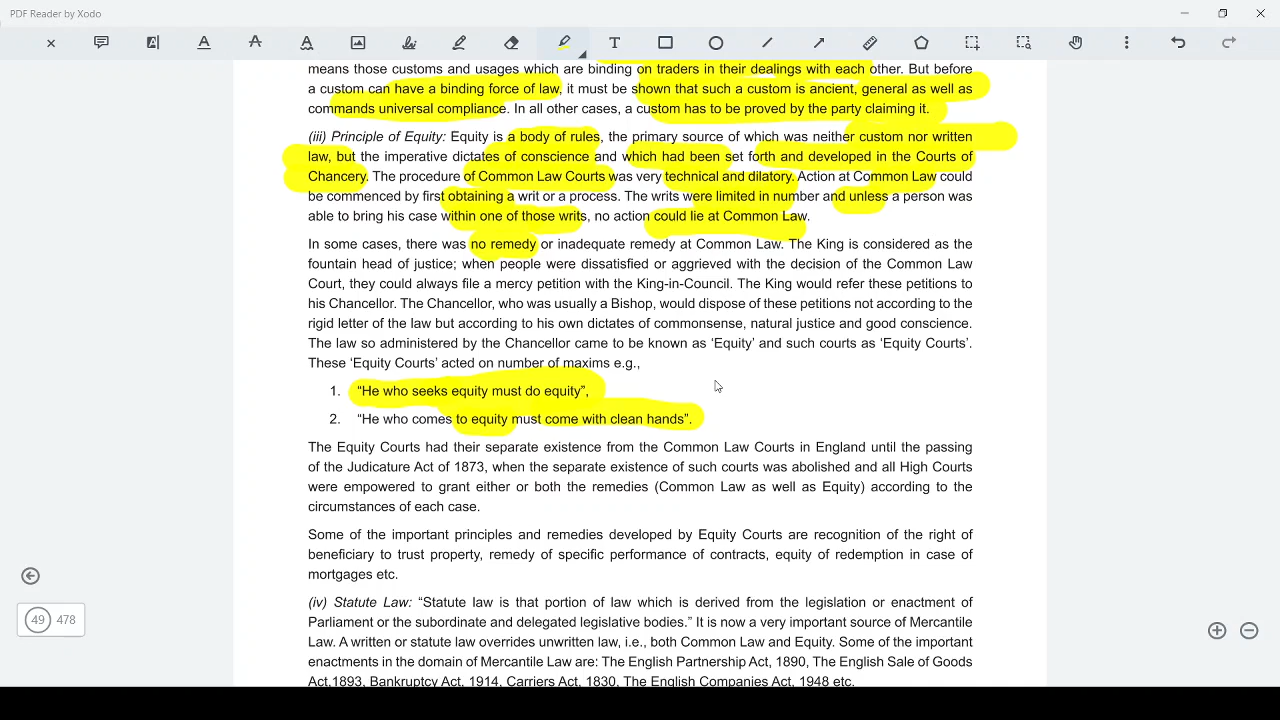 PDF Reader by Xodo
means those customs and usages which are binding on traders in their dealings with each other. But before
a custom can have a binding force of law, it must be shown that such a custom is ancient, general as well as
commands universal compliance. In all other cases, a custom has to be proved by the party claiming it.
(iii) Principle of Equity: Equity is a body of rules, the primary source of which was neither custom nor written
law, but the imperative dictates of conscience and which had been set forth and developed in the Courts of
Chancery. The procedure of Common Law Courts was very technical and dilatory. Action at Common Law could
be commenced by first obtaining a writ or a process. The writs were limited in number and unless a person was
able to bring his case within one of those writs, no action could lie at Common Law.
In some cases, there was no remedy or inadequate remedy at Common Law. The King is considered as the
fountain head of justice; when people were dissatisfied or aggrieved with the decision of the Common Law
Court, they could always file a mercy petition with the King-in-Council. The King would refer these petitions to
his Chancellor. The Chancellor, who was usually a Bishop, would dispose of these petitions not according to the
rigid letter of the law but according to his own dictates of commonsense, natural justice and good conscience.
The law so administered by the Chancellor came to be known as ‘Equity’ and such courts as ‘Equity Courts’.
These ‘Equity Courts’ acted on number of maxims e.g.,
1. “He who seeks equity must do equity”,
2. “He who comes to equity must come with clean hands”.
The Equity Courts had their separate existence from the Common Law Courts in England until the passing
of the Judicature Act of 1873, when the separate existence of such courts was abolished and all High Courts
were empowered to grant either or both the remedies (Common Law as well as Equity) according to the
circumstances of each case.
Some of the important principles and remedies developed by Equity Courts are recognition of the right of
beneficiary to trust property, remedy of specific performance of contracts, equity of redemption in case of
mortgages etc.
(iv) Statute Law: “Statute law is that portion of law which is derived from the legislation or enactment of
Parliament or the subordinate and delegated legislative bodies.” It is now a very important source of Mercantile
Law. A written or statute law overrides unwritten law, i.e., both Common Law and Equity. Some of the important
enactments in the domain of Mercantile Law are: The English Partnership Act, 1890, The English Sale of Goods
Act,1893, Bankruptcy Act, 1914, Carriers Act, 1830, The English Companies Act, 1948 etc.
49 478